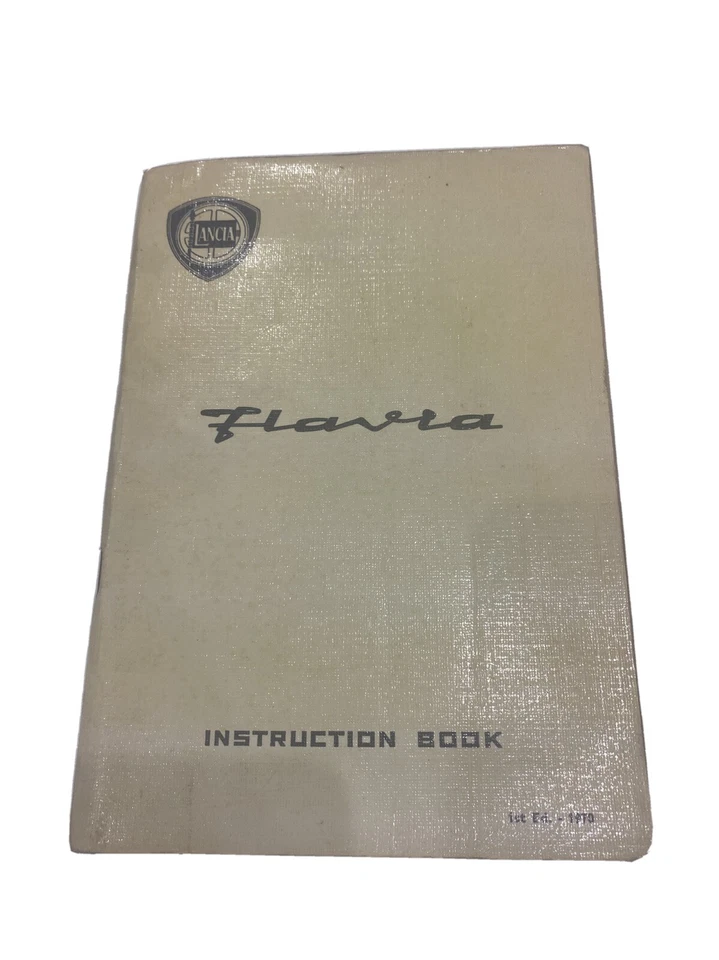 LANCIA
Flavia
INSTRUCTION BOOK
1st Ed. - 1970